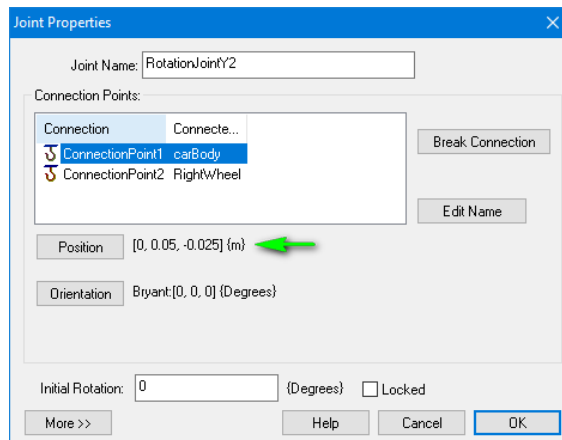 Joint Properties
Joint Name: RotationJointY2
Connection Points:
Connection Connecte...
ConnectionPoint1 carBody
Break Connection
ConnectionPoint2 RightWheel
Edit Name
Position [0, 0.05, -0.025] {m}
Orientation Bryant:[0, 0, 0] {Degrees}
Initial Rotation: 0 {Degrees} Locked
More >> Help Cancel OK